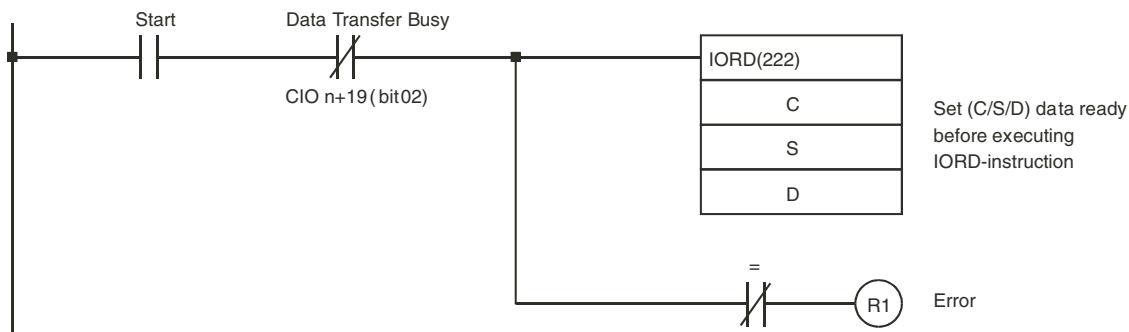 Start
Data Transfer Busy
CIO n+19(bit02)
IORD(222)
C
S
D
Set (C/S/D) data ready
before executing
IORD-instruction
=
R1
Error